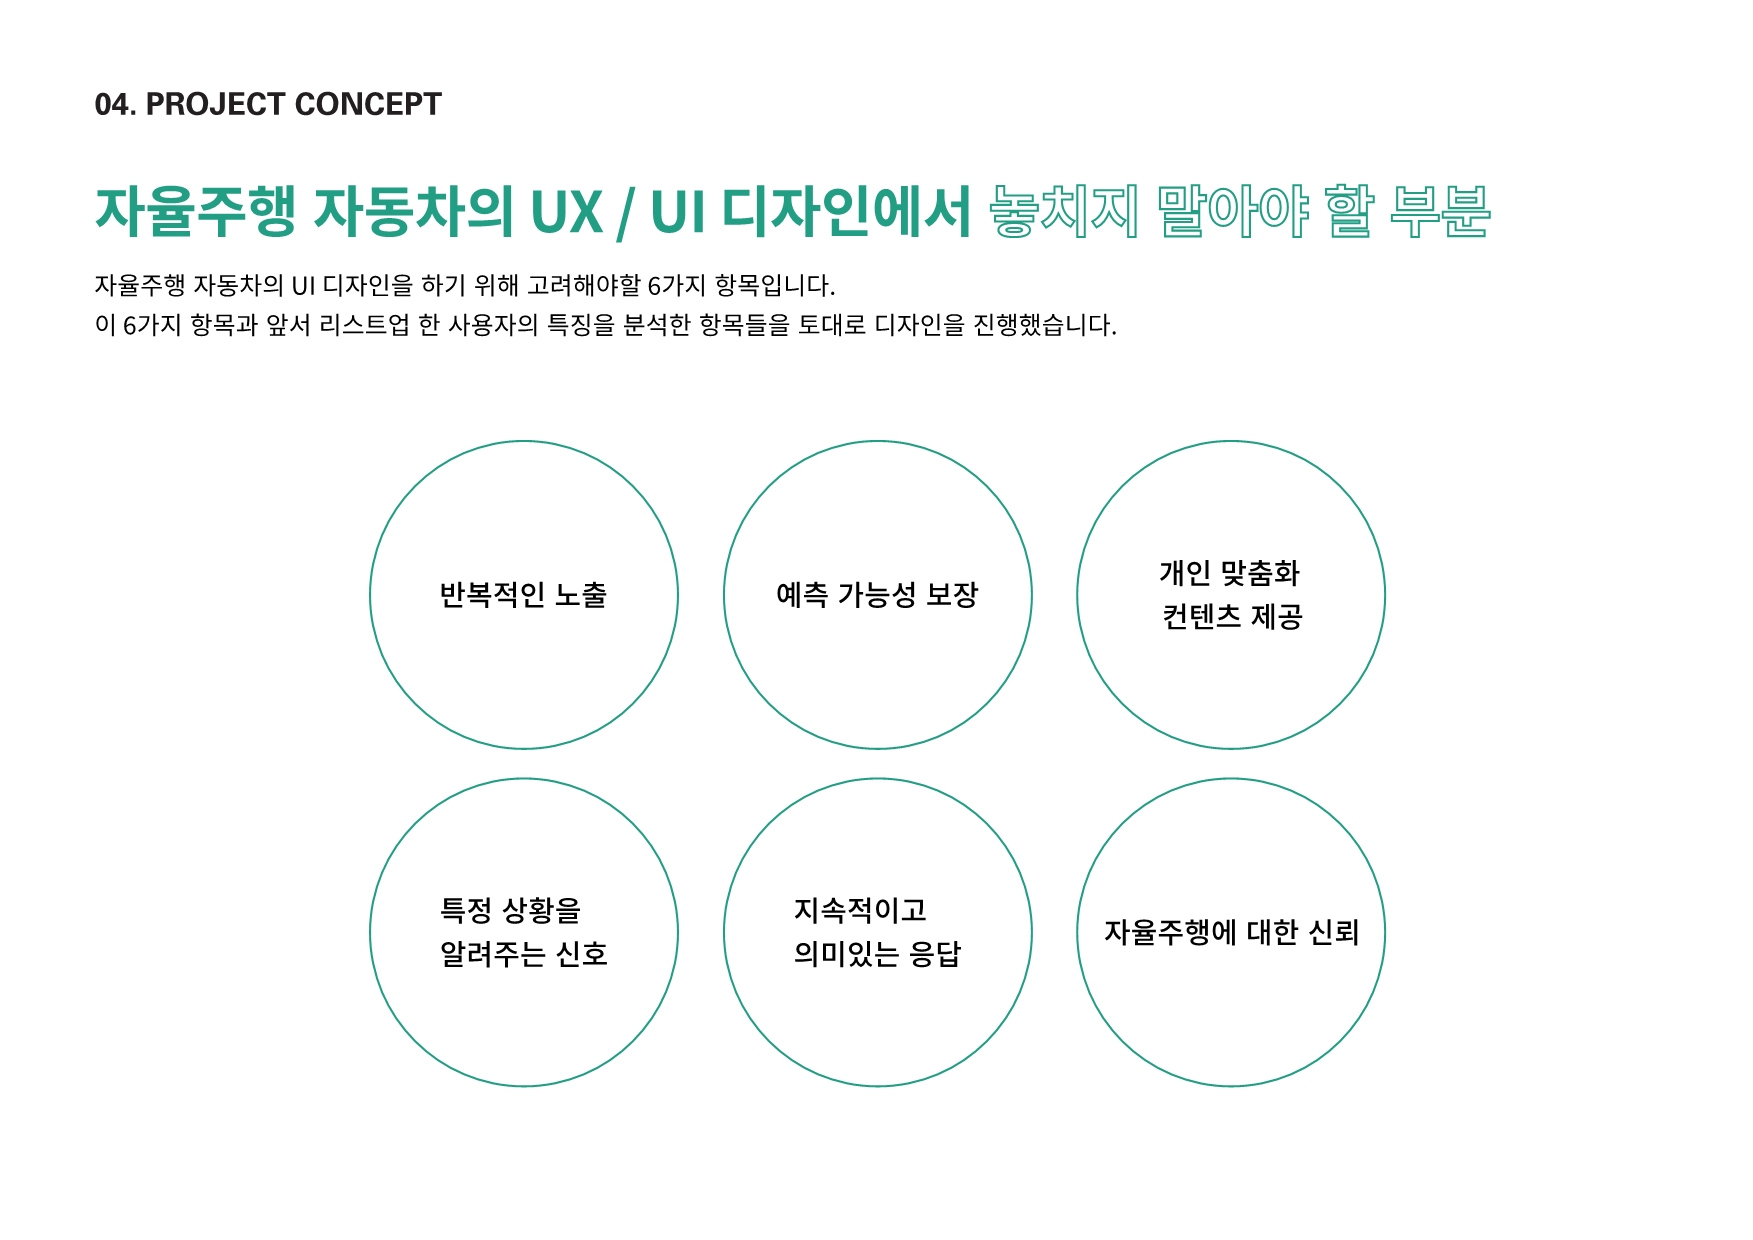 04. PROJECT CONCEPT
자율주행 자동차의 UX / UI 디자인에서 놓치지 말아야 할 부분
자율주행 자동차의 UI 디자인을 하기 위해 고려해야할 6가지 항목입니다.
이 6가지 항목과 앞서 리스트업 한 사용자의 특징을 분석한 항목들을 토대로 디자인을 진행했습니다.
반복적인 노출
예측 가능성 보장
개인 맞춤화
컨텐츠 제공
특정 상황을
알려주는 신호
지속적이고
의미있는 응답
자율주행에 대한 신뢰